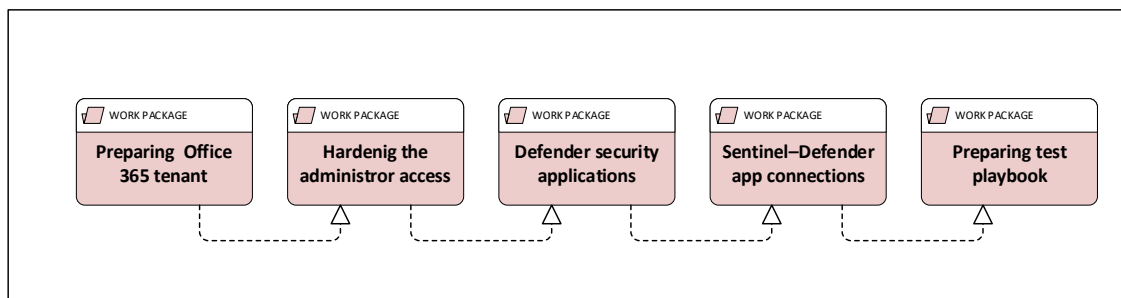 WORK PACKAGE
Preparing Office
365 tenant
WORK PACKAGE
Hardenig the
administror access
WORK PACKAGE
Defender security
applications
WORK PACKAGE
Sentinel–Defender
app connections
WORK PACKAGE
Preparing test
playbook